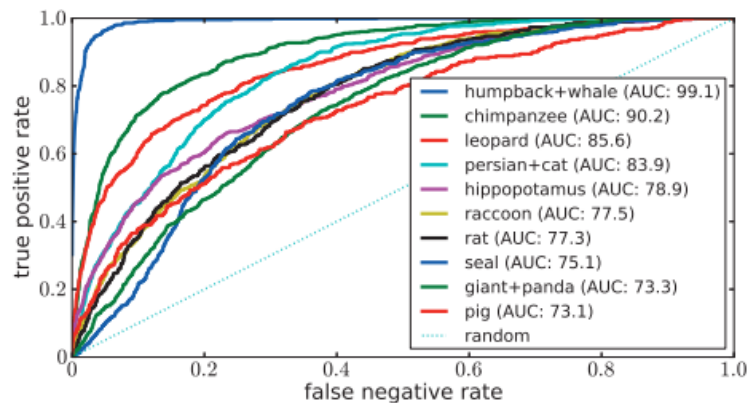 1.0
0.8
0.6
0.4
0.2
0
true positive rate
humpback+whale (AUC: 99.1)
chimpanzee (AUC: 90.2)
leopard (AUC: 85.6)
persian+cat (AUC: 83.9)
hippopotamus (AUC: 78.9)
raccoon (AUC: 77.5)
rat (AUC: 77.3)
seal (AUC: 75.1)
giant+panda (AUC: 73.3)
pig (AUC: 73.1)
random
0 0.2 0.4 0.6 0.8 1.0
false negative rate